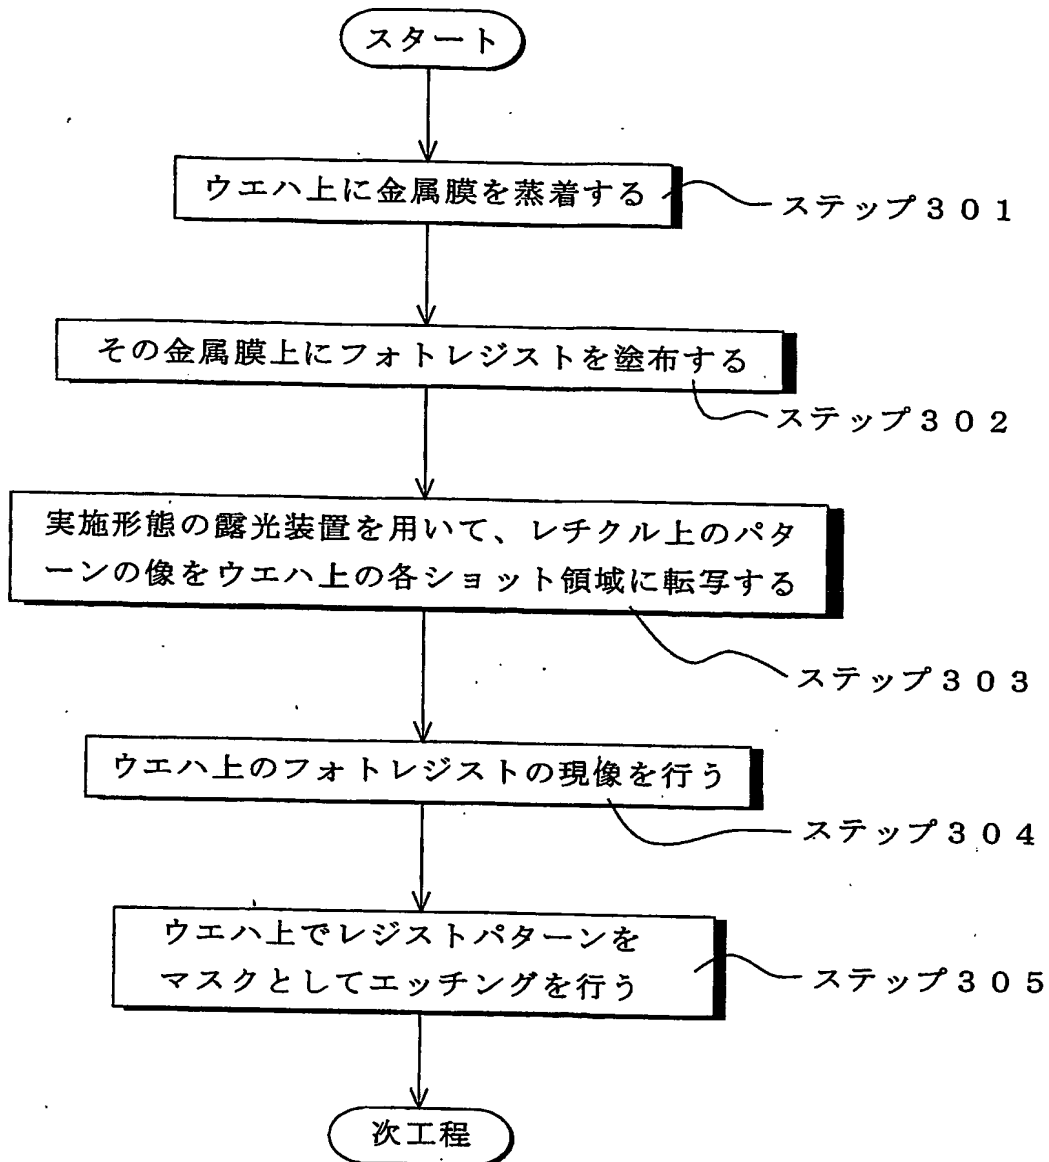 スタート
ウエハ上に金属膜を蒸着する
ステップ301
その金属膜上にフォトレジストを塗布する
ステップ302
実施形態の露光装置を用いて、レチクル上のパタ
ーンの像をウエハ上の各ショット領域に転写する
ステップ303
ウエハ上のフォトレジストの現像を行う
ステップ304
ウエハ上でレジストパターンを
マスクとしてエッチングを行う
ステップ305
次工程